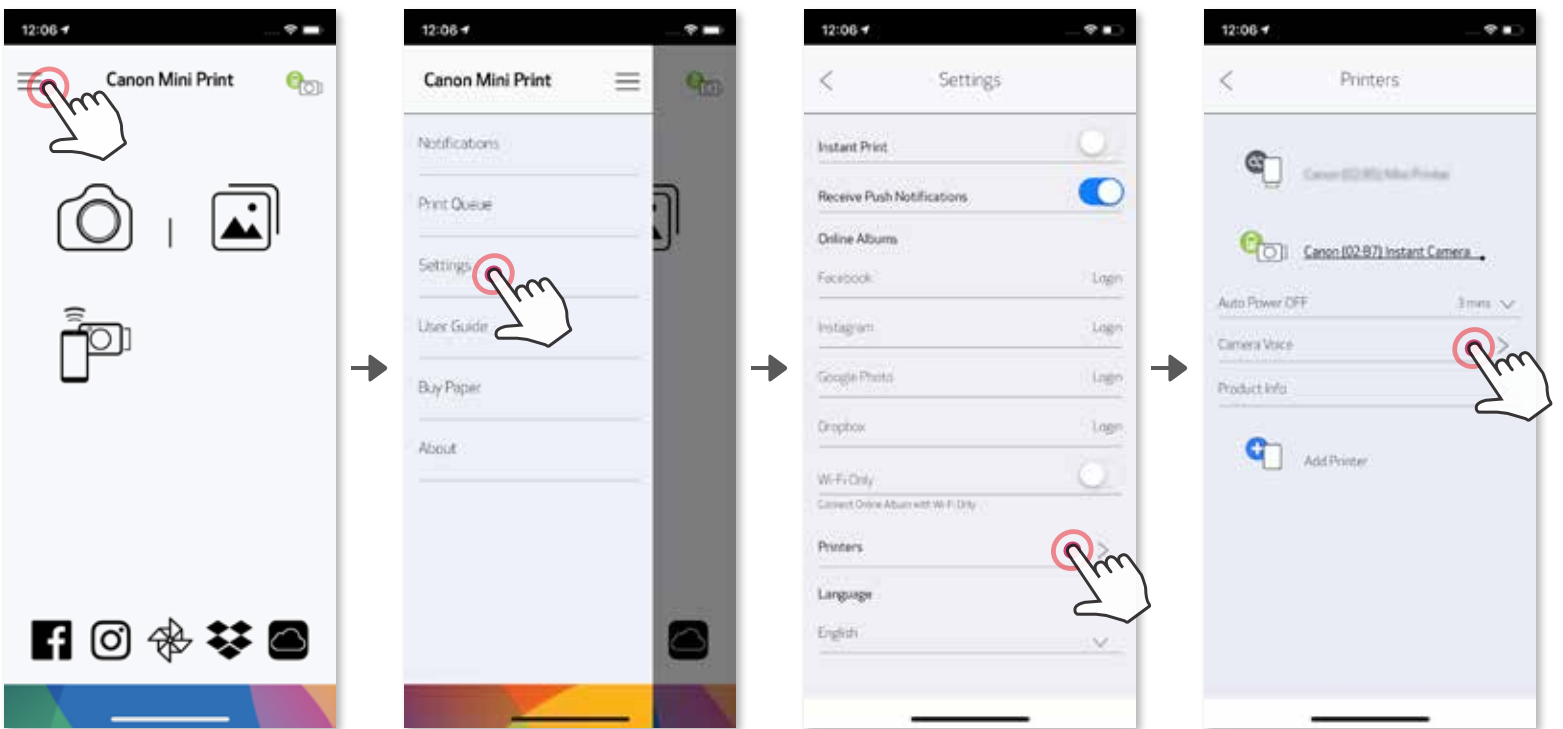 12:06
Canon Mini Print
12:06
Canon Mini Print
Notifications
Print Queue
Settings
User Guide
Buy Paper
About
12:06
Settings
Instant Print
Receive Push Notifications
Online Albums
Facebook Login
Instagram Login
Google Photo Login
Dropbox Login
Wi-Fi Only
Connect Online Album with Wi-Fi Only
Printers
Language
English
12:06
Printers
Canon (02:B7) Instant Camera
Auto Power OFF 3 mins
Camera Voice
Product Info
Add Printer